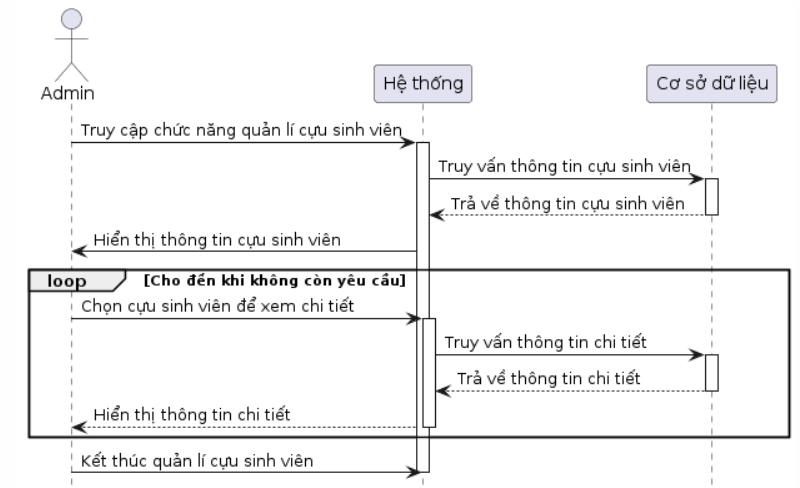 Admin
Hệ thống
Cơ sở dữ liệu
Truy cập chức năng quản lí cựu sinh viên
Truy vấn thông tin cựu sinh viên
Trả về thông tin cựu sinh viên
Hiển thị thông tin cựu sinh viên
loop [Cho đến khi không còn yêu cầu]
Chọn cựu sinh viên để xem chi tiết
Truy vấn thông tin chi tiết
Trả về thông tin chi tiết
Hiển thị thông tin chi tiết
Kết thúc quản lí cựu sinh viên